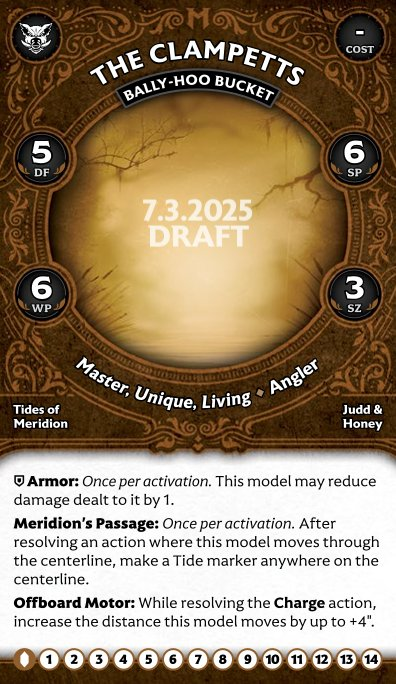 THE CLAMPETTS
BALLY-HOO BUCKET
-
COST
5
DF
6
SP
7.3.2025
DRAFT
6
WP
3
SZ
Master, Unique, Living ◆ Angler
Tides of
Meridion
Judd &
Honey
Armor: Once per activation. This model may reduce
damage dealt to it by 1.
Meridion's Passage: Once per activation. After
resolving an action where this model moves through
the centerline, make a Tide marker anywhere on the
centerline.
Offboard Motor: While resolving the Charge action,
increase the distance this model moves by up to +4".
1 2 3 4 5 6 7 8 9 10 11 12 13 14